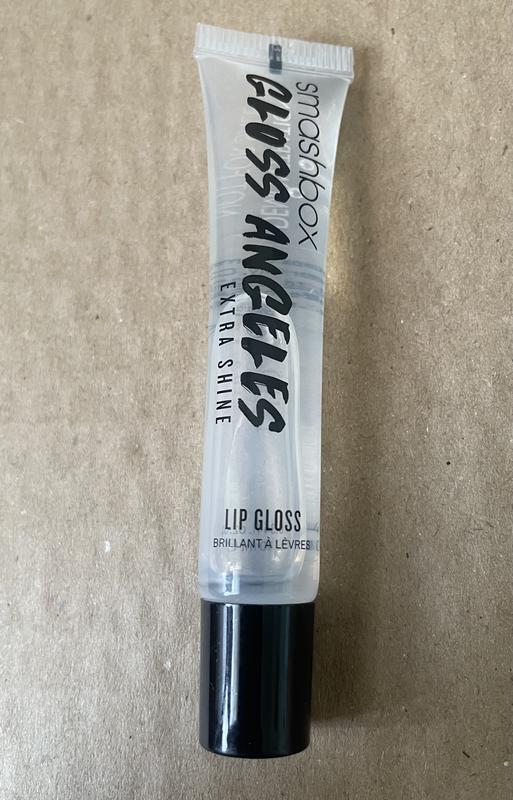 smashbox
GLOSS ANGELES
EXTRA SHINE
LIP GLOSS
BRILLANT À LÈVRES